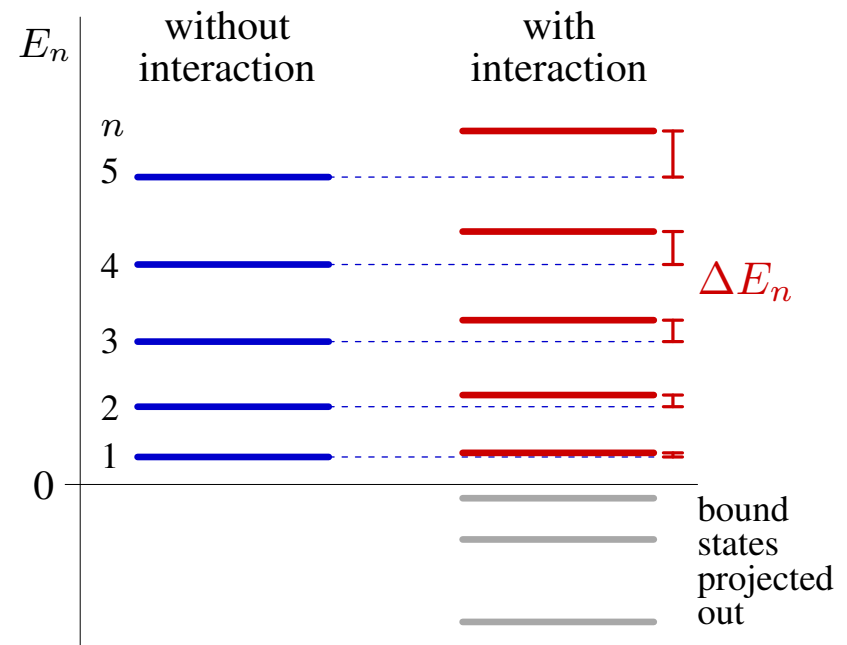 without
interaction
with
interaction
E_n
n
5
4
3
2
1
0
ΔE_n
bound
states
projected
out